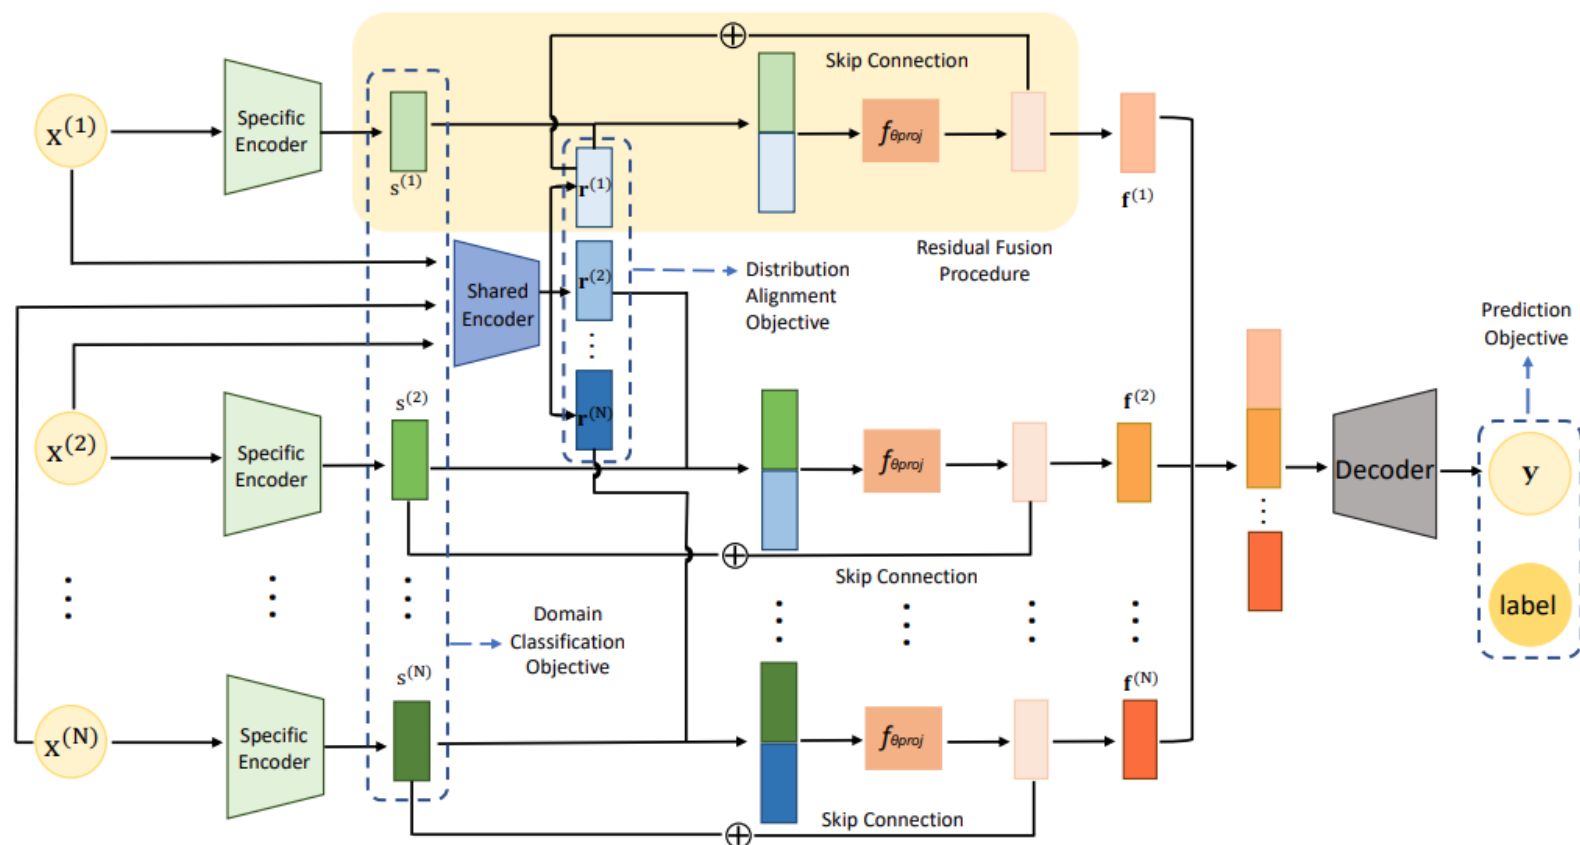 Skip Connection
x⁽¹⁾
Specific
Encoder
s⁽¹⁾
fθproj
r⁽¹⁾
f⁽¹⁾
Residual Fusion
Procedure
Shared
Encoder
r⁽²⁾
Distribution
Alignment
Objective
Prediction
Objective
r⁽ᴺ⁾
x⁽²⁾
Specific
Encoder
s⁽²⁾
fθproj
f⁽²⁾
Decoder
y
Skip Connection
label
Domain
Classification
Objective
s⁽ᴺ⁾
f⁽ᴺ⁾
x⁽ᴺ⁾
Specific
Encoder
fθproj
Skip Connection